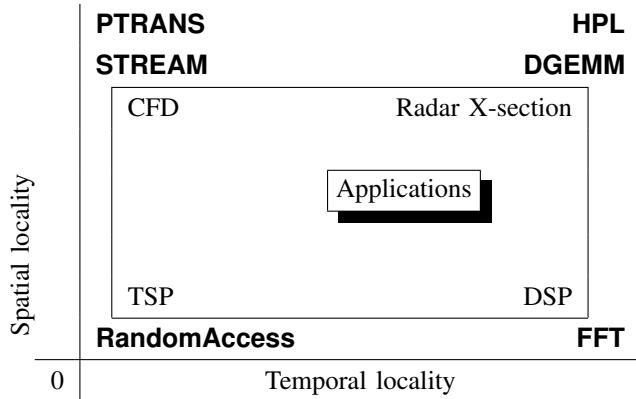 PTRANS HPL
STREAM DGEMM
CFD Radar X-section
Applications
Spatial locality
TSP DSP
RandomAccess FFT
0 Temporal locality